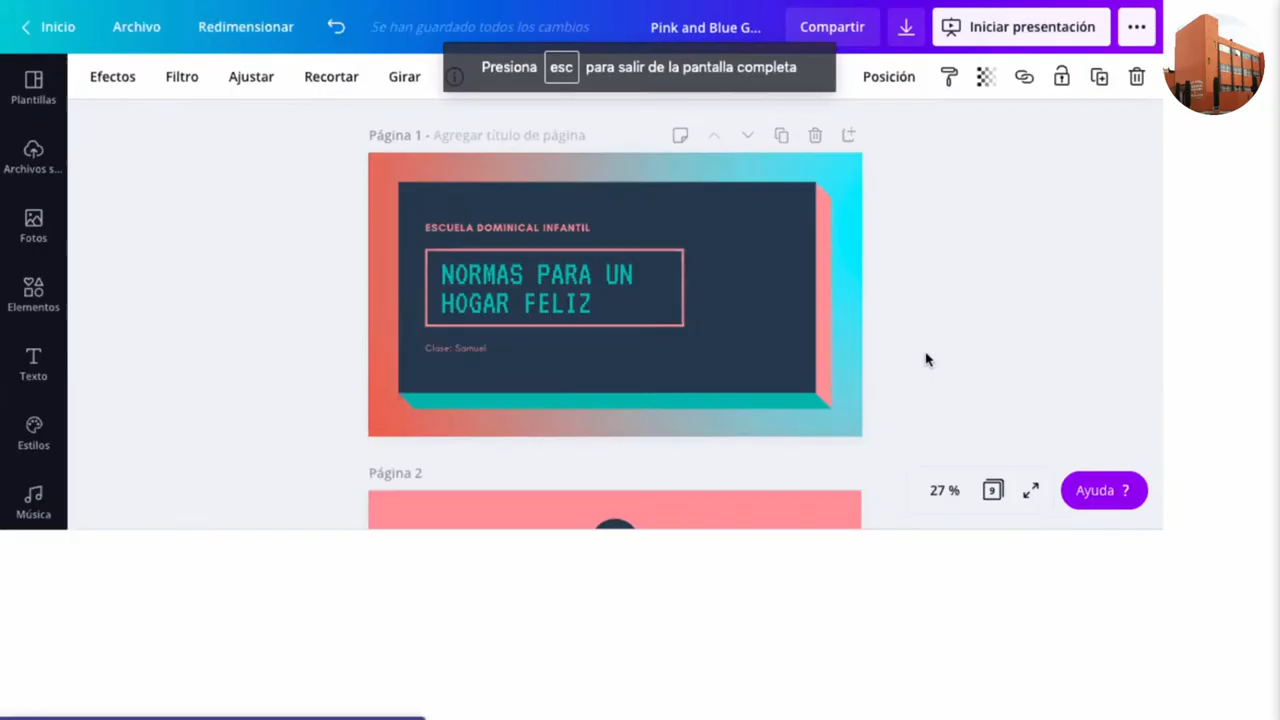 Inicio
Archivo
Redimensionar
Se han guardado todos los cambios
Pink and Blue G...
Compartir
Iniciar presentación
Presiona esc para salir de la pantalla completa
Efectos
Filtro
Ajustar
Recortar
Girar
Posición
Plantillas
Archivos s...
Fotos
Elementos
Texto
Estilos
Música
Página 1 - Agregar título de página
ESCUELA DOMINICAL INFANTIL
NORMAS PARA UN
HOGAR FELIZ
Clase: Samuel
Página 2
27 %
9
Ayuda ?